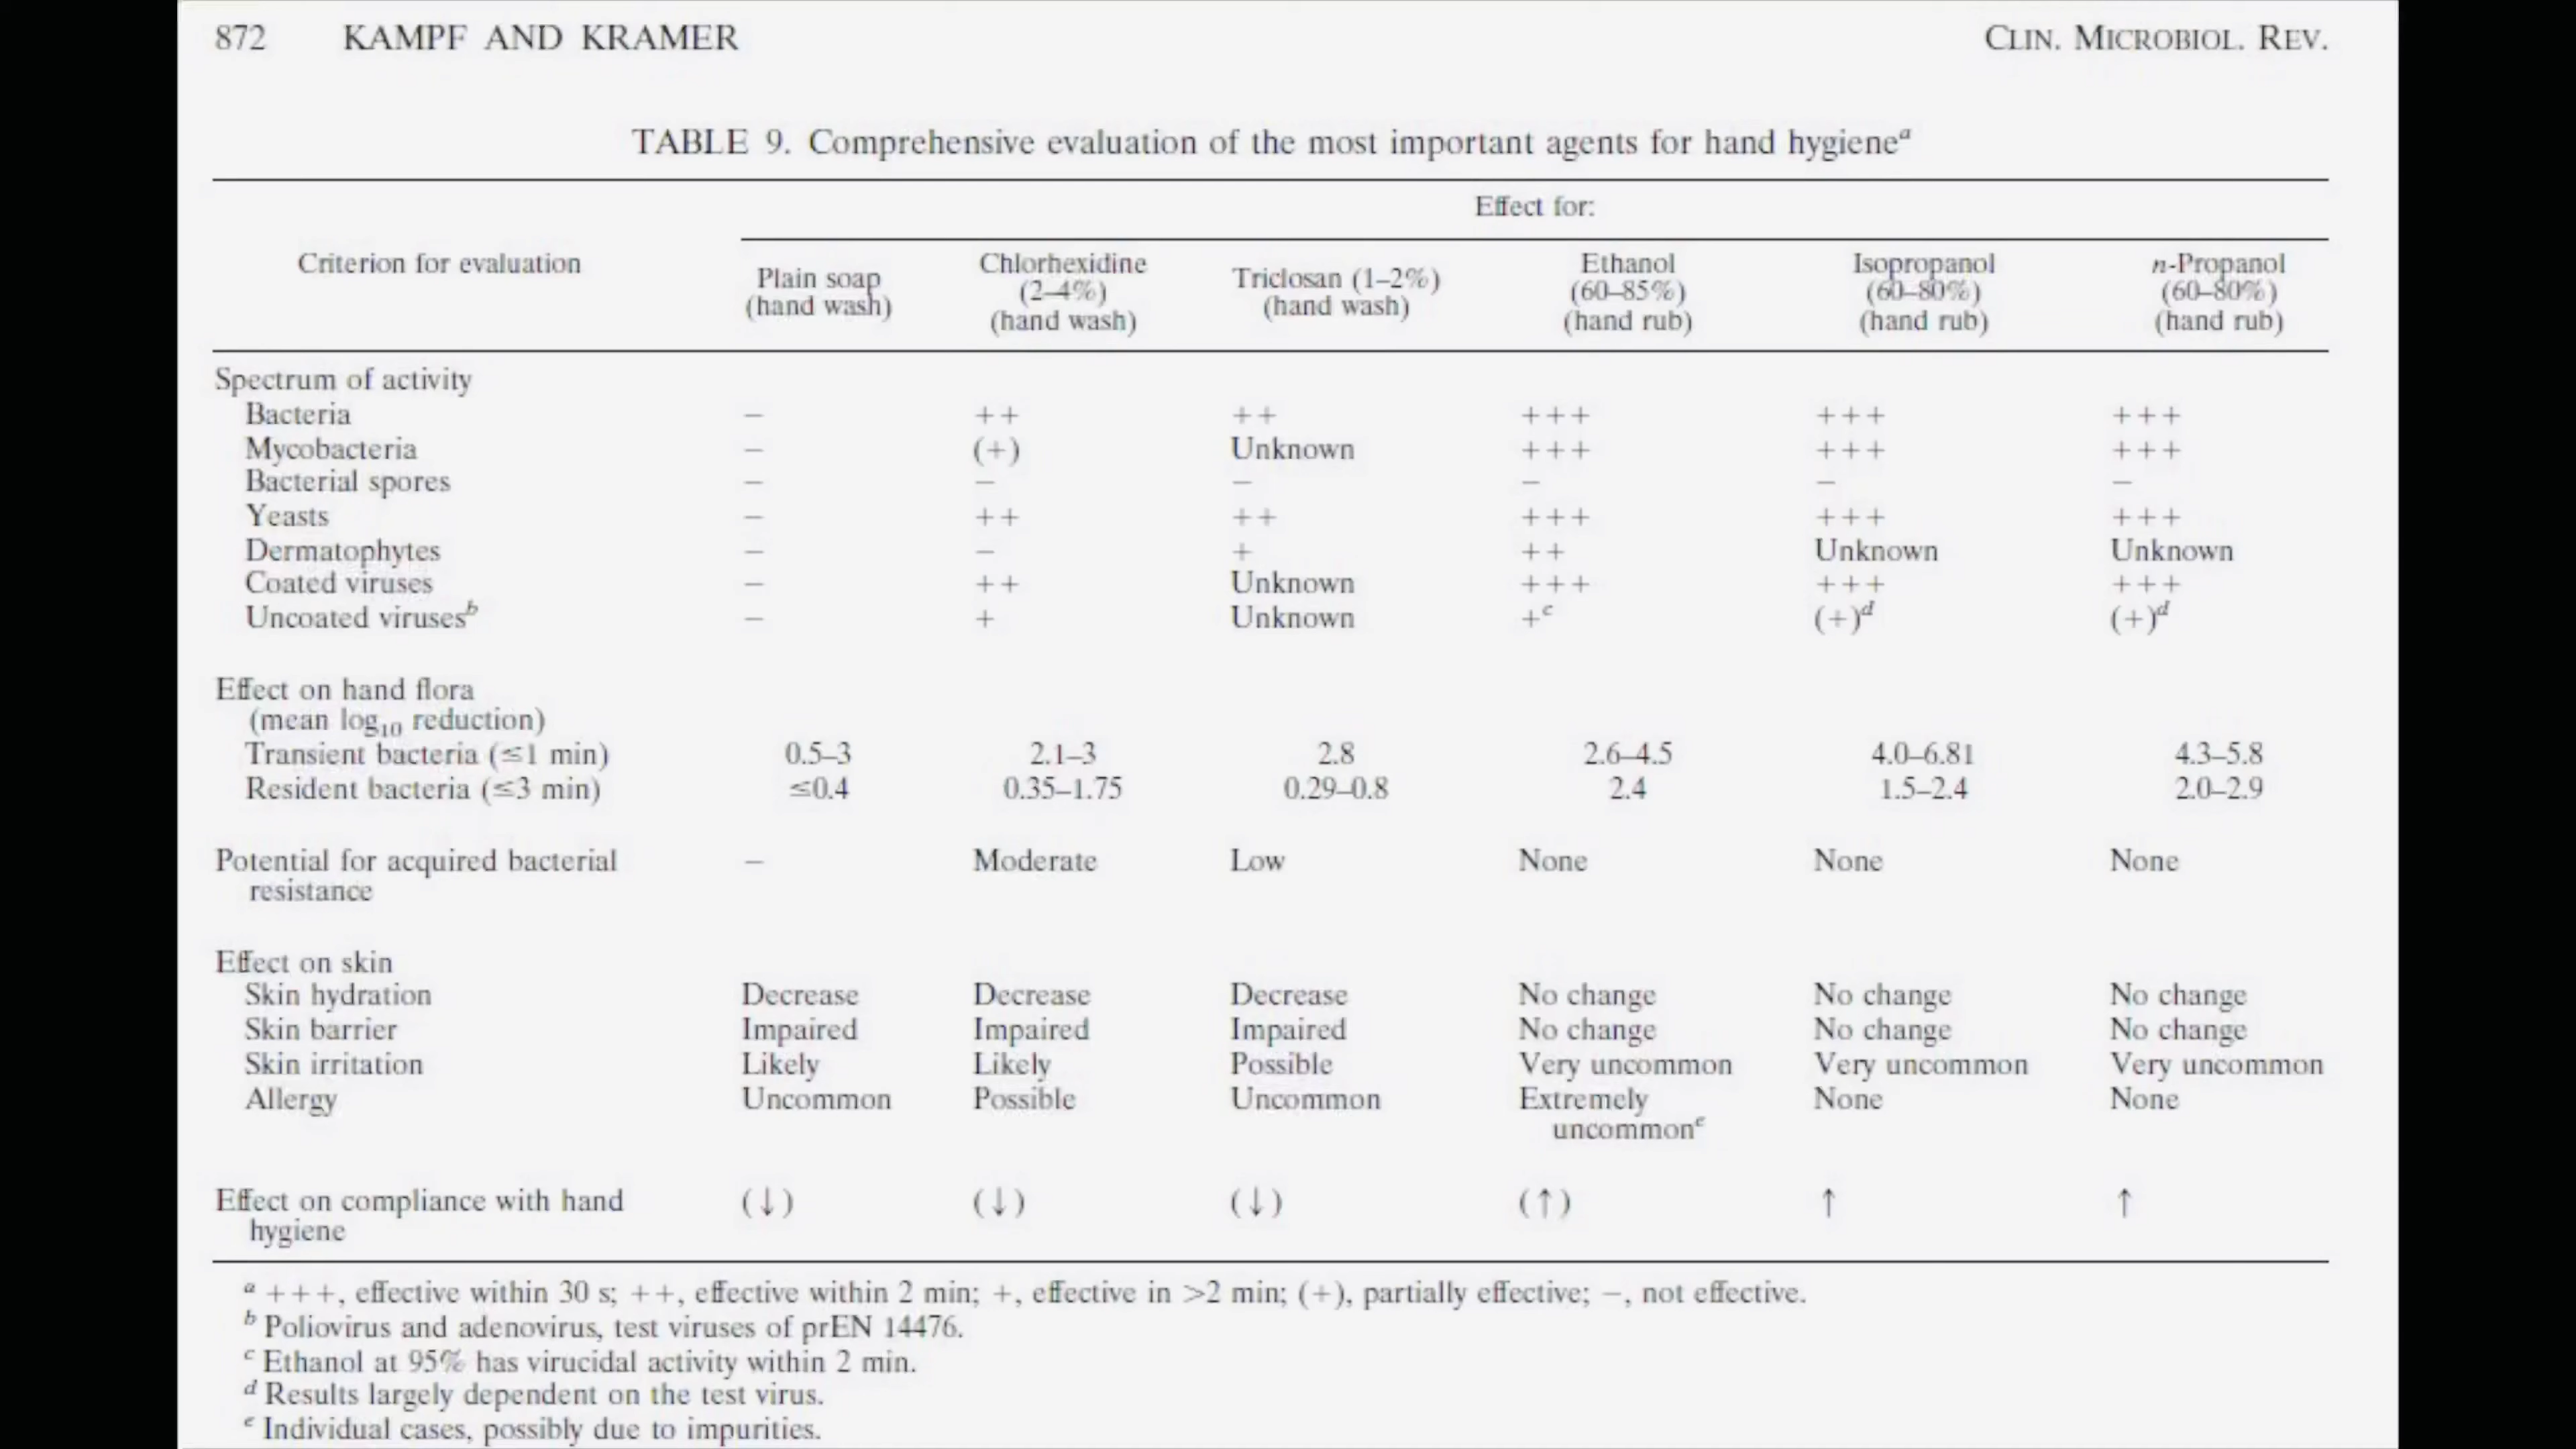 872 KAMPF AND KRAMER CLIN. MICROBIOL. REV.
TABLE 9. Comprehensive evaluation of the most important agents for hand hygieneᵃ
Effect for:
Criterion for evaluation
Plain soap (hand wash)
Chlorhexidine (2–4%) (hand wash)
Triclosan (1–2%) (hand wash)
Ethanol (60–85%) (hand rub)
Isopropanol (60–80%) (hand rub)
n-Propanol (60–80%) (hand rub)
Spectrum of activity
Bacteria − ++ ++ +++ +++ +++
Mycobacteria − (+) Unknown +++ +++ +++
Bacterial spores − − − − − −
Yeasts − ++ ++ +++ +++ +++
Dermatophytes − − + ++ Unknown Unknown
Coated viruses − ++ Unknown +++ +++ +++
Uncoated virusesᵇ − + Unknown +ᶜ (+)ᵈ (+)ᵈ
Effect on hand flora
(mean log₁₀ reduction)
Transient bacteria (≤1 min) 0.5–3 2.1–3 2.8 2.6–4.5 4.0–6.81 4.3–5.8
Resident bacteria (≤3 min) ≤0.4 0.35–1.75 0.29–0.8 2.4 1.5–2.4 2.0–2.9
Potential for acquired bacterial − Moderate Low None None None
resistance
Effect on skin
Skin hydration Decrease Decrease Decrease No change No change No change
Skin barrier Impaired Impaired Impaired No change No change No change
Skin irritation Likely Likely Possible Very uncommon Very uncommon Very uncommon
Allergy Uncommon Possible Uncommon Extremely None None
uncommonᵉ
Effect on compliance with hand (↓) (↓) (↓) (↑) ↑ ↑
hygiene
ᵃ +++, effective within 30 s; ++, effective within 2 min; +, effective in >2 min; (+), partially effective; −, not effective.
ᵇ Poliovirus and adenovirus, test viruses of prEN 14476.
ᶜ Ethanol at 95% has virucidal activity within 2 min.
ᵈ Results largely dependent on the test virus.
ᵉ Individual cases, possibly due to impurities.